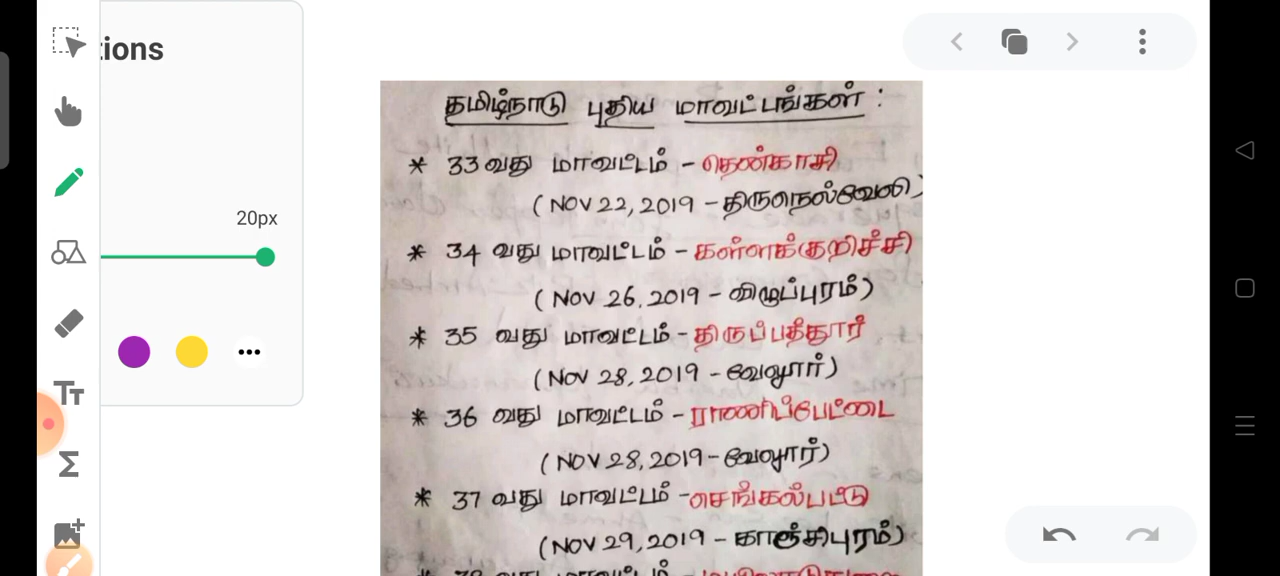 tions
20px
தமிழ்நாடு புதிய மாவட்டங்கள் :
* 33 வது மாவட்டம் - தென்காசி
( NOV 22, 2019 - திருநெல்வேலி )
* 34 வது மாவட்டம் - கள்ளக்குறிச்சி
( NOV 26, 2019 - விழுப்புரம் )
* 35 வது மாவட்டம் - திருப்பத்தூர்
( NOV 28, 2019 - வேலூர் )
* 36 வது மாவட்டம் - ராணிப்பேட்டை
( NOV 28, 2019 - வேலூர் )
* 37 வது மாவட்டம் - செங்கல்பட்டு
( NOV 29, 2019 - காஞ்சிபுரம் )